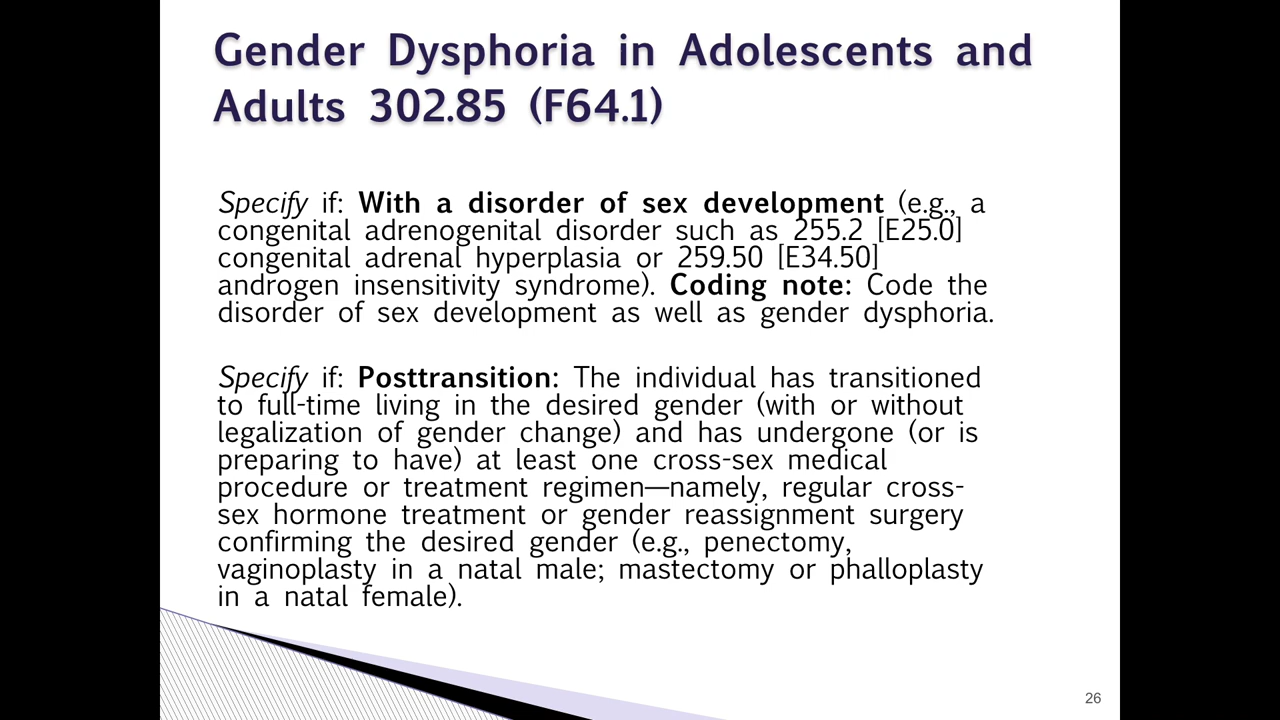 Gender Dysphoria in Adolescents and
Adults 302.85 (F64.1)
Specify if: With a disorder of sex development (e.g., a
congenital adrenogenital disorder such as 255.2 [E25.0]
congenital adrenal hyperplasia or 259.50 [E34.50]
androgen insensitivity syndrome). Coding note: Code the
disorder of sex development as well as gender dysphoria.
Specify if: Posttransition: The individual has transitioned
to full-time living in the desired gender (with or without
legalization of gender change) and has undergone (or is
preparing to have) at least one cross-sex medical
procedure or treatment regimen—namely, regular cross-
sex hormone treatment or gender reassignment surgery
confirming the desired gender (e.g., penectomy,
vaginoplasty in a natal male; mastectomy or phalloplasty
in a natal female).
26